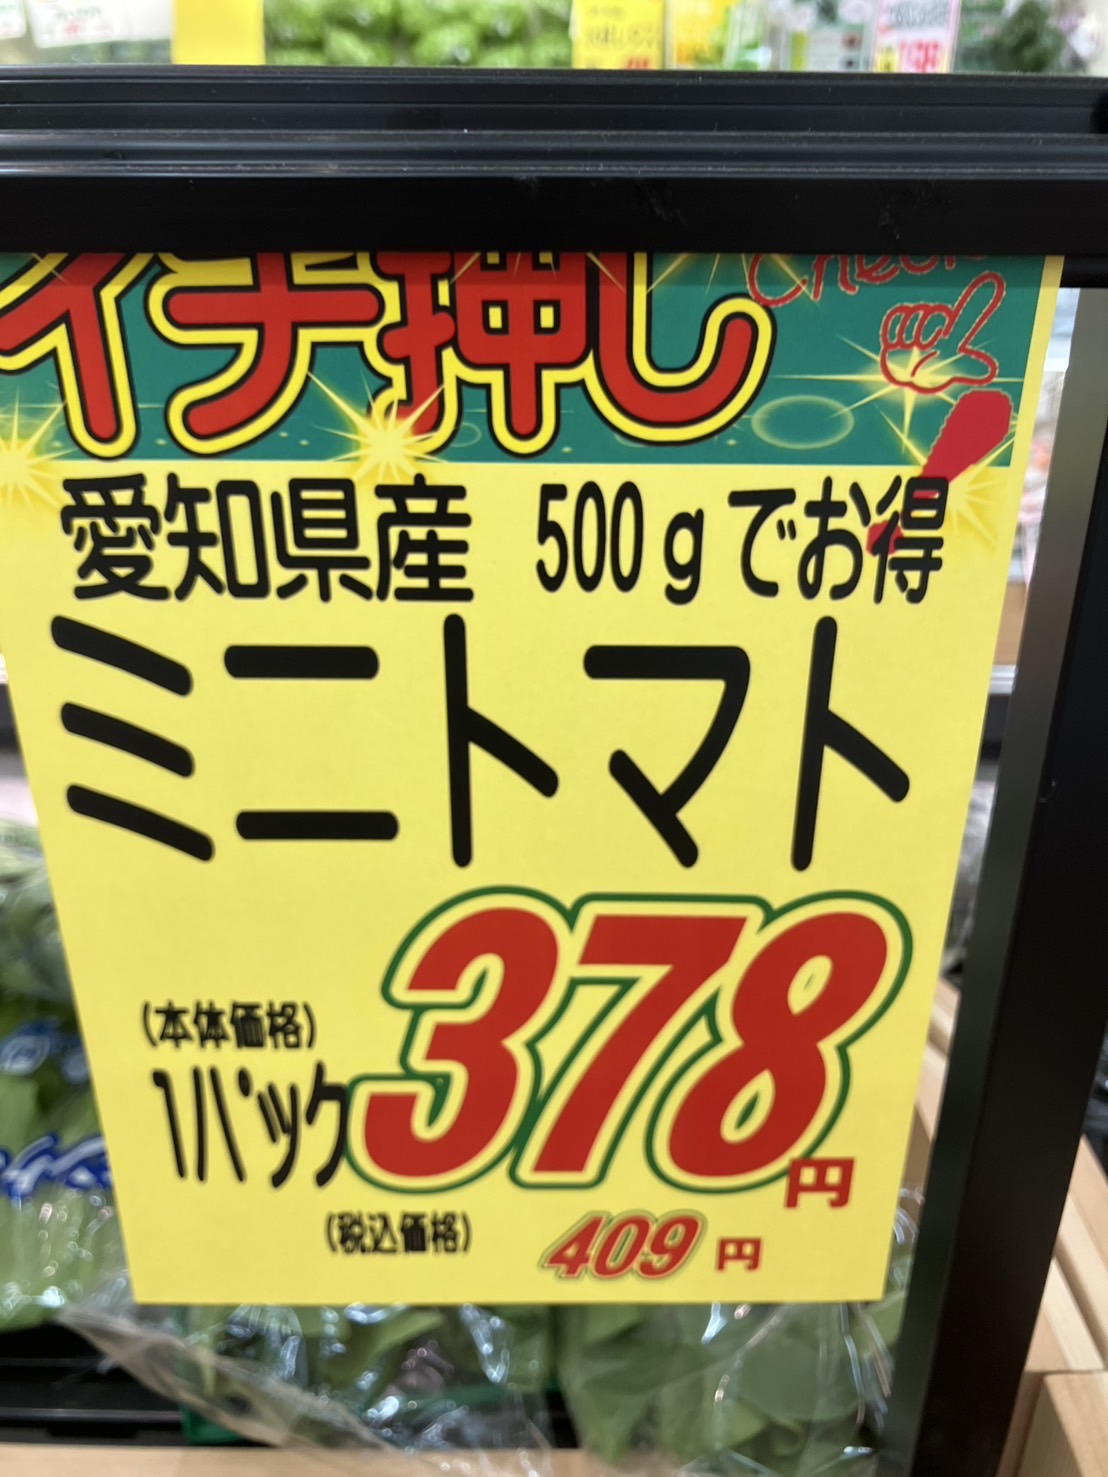 イチ押し
Check
愛知県産 500gでお得
ミニトマト
(本体価格)
1パック 378円
(税込価格) 409円